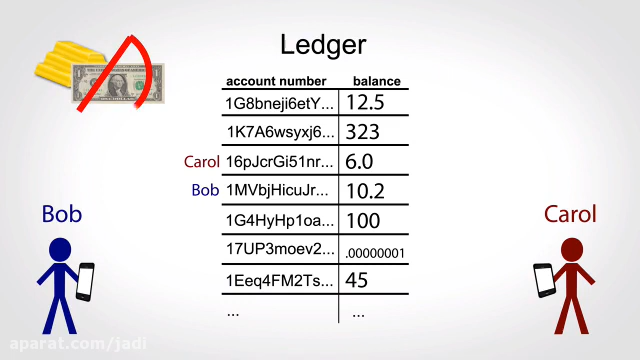 Ledger
account number balance
1G8bneji6etY... 12.5
1K7A6wsyxj6... 323
Carol 16pJcrGi51nr... 6.0
Bob 1MVbjHicuJr... 10.2
1G4HyHp1oa... 100
17UP3moev2... .00000001
1Eeq4FM2Ts... 45
... ...
Bob
Carol
aparat.com/jadi